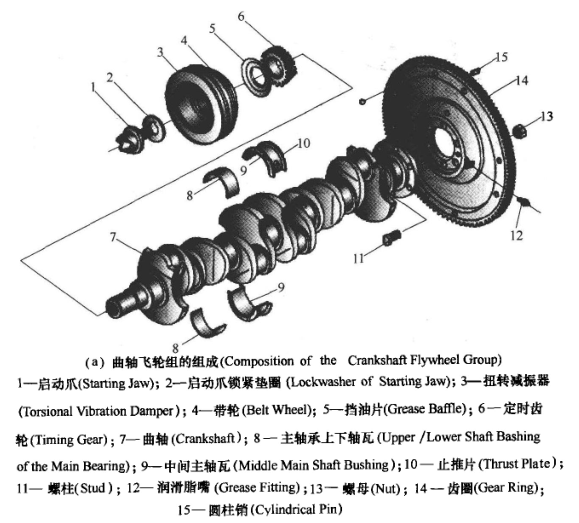 6
5
4
3
2
1
15
14
13
10
9
8
7
12
11
9
8
(a) 曲轴飞轮组的组成(Composition of the Crankshaft Flywheel Group)
1—启动爪(Starting Jaw); 2—启动爪锁紧垫圈 (Lockwasher of Starting Jaw); 3—扭转减振器
(Torsional Vibration Damper); 4—带轮(Belt Wheel); 5—挡油片(Grease Baffle); 6—定时齿
轮(Timing Gear); 7—曲轴(Crankshaft); 8—主轴承上下轴瓦(Upper /Lower Shaft Bashing
of the Main Bearing); 9—中间主轴瓦(Middle Main Shaft Bushing); 10—止推片(Thrust Plate);
11—螺柱(Stud); 12—润滑脂嘴(Grease Fitting); 13—螺母(Nut); 14—齿圈(Gear Ring);
15—圆柱销(Cylindrical Pin)